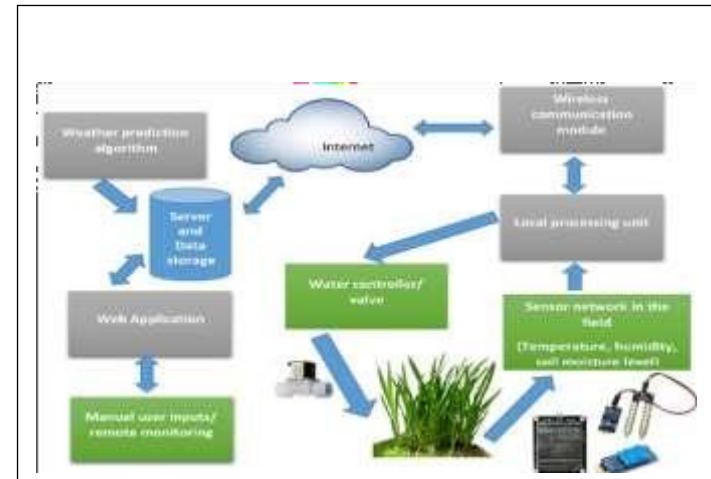 Weather prediction
algorithm
Internet
Wireless
communication
module
Server
and
Data
storage
Local processing unit
Water controller/
valve
Web Application
Sensor network in the
field
(Temperature, humidity,
soil moisture level)
Manual user inputs/
remote monitoring